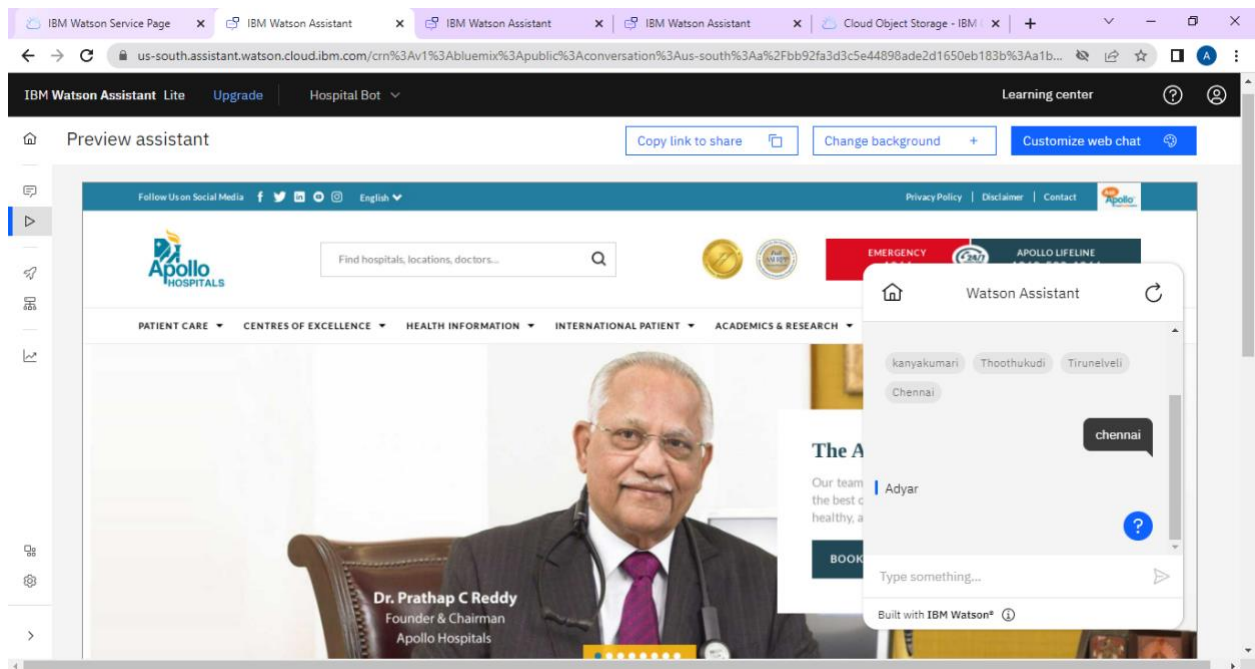 IBM Watson Service Page
IBM Watson Assistant
IBM Watson Assistant
IBM Watson Assistant
Cloud Object Storage - IBM
us-south.assistant.watson.cloud.ibm.com/crn%3Av1%3Abluemix%3Apublic%3Aconversation%3Aus-south%3Aa%2Fbb92fa3d3c5e44898ade2d1650eb183b%3Aa1b...
A
IBM Watson Assistant Lite Upgrade Hospital Bot Learning center
Preview assistant
Copy link to share
Change background +
Customize web chat
Follow Us on Social Media English
Privacy Policy | Disclaimer | Contact
Apollo
Apollo
HOSPITALS
Find hospitals, locations, doctors...
EMERGENCY
24/7
APOLLO LIFELINE
PATIENT CARE CENTRES OF EXCELLENCE HEALTH INFORMATION INTERNATIONAL PATIENT ACADEMICS & RESEARCH
Dr. Prathap C Reddy
Founder & Chairman
Apollo Hospitals
The A
Our team
the best
healthy, a
BOOK
Watson Assistant
kanyakumari Thoothukudi Tirunelveli
Chennai
chennai
Adyar
?
Type something...
Built with IBM Watson®